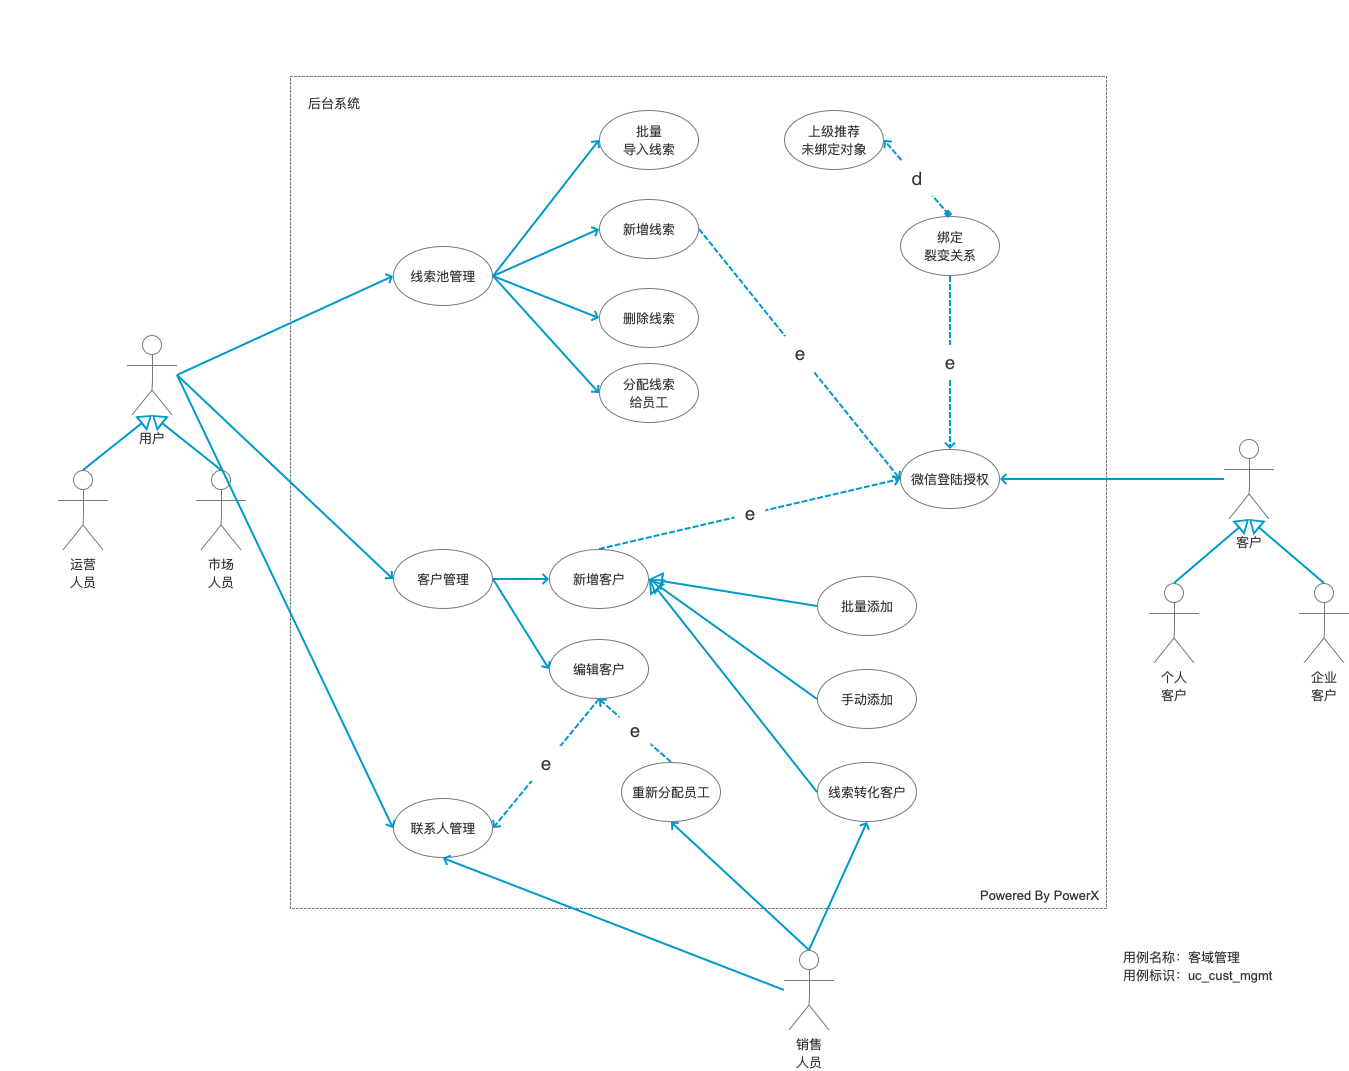 后台系统
批量
导入线索
上级推荐
未绑定对象
d
新增线索
绑定
裂变关系
线索池管理
删除线索
e
e
分配线索
给员工
用户
微信登陆授权
e
客户
运营
人员
市场
人员
客户管理
新增客户
批量添加
编辑客户
手动添加
个人
客户
企业
客户
e
e
重新分配员工
线索转化客户
联系人管理
Powered By PowerX
用例名称：客域管理
用例标识：uc_cust_mgmt
销售
人员